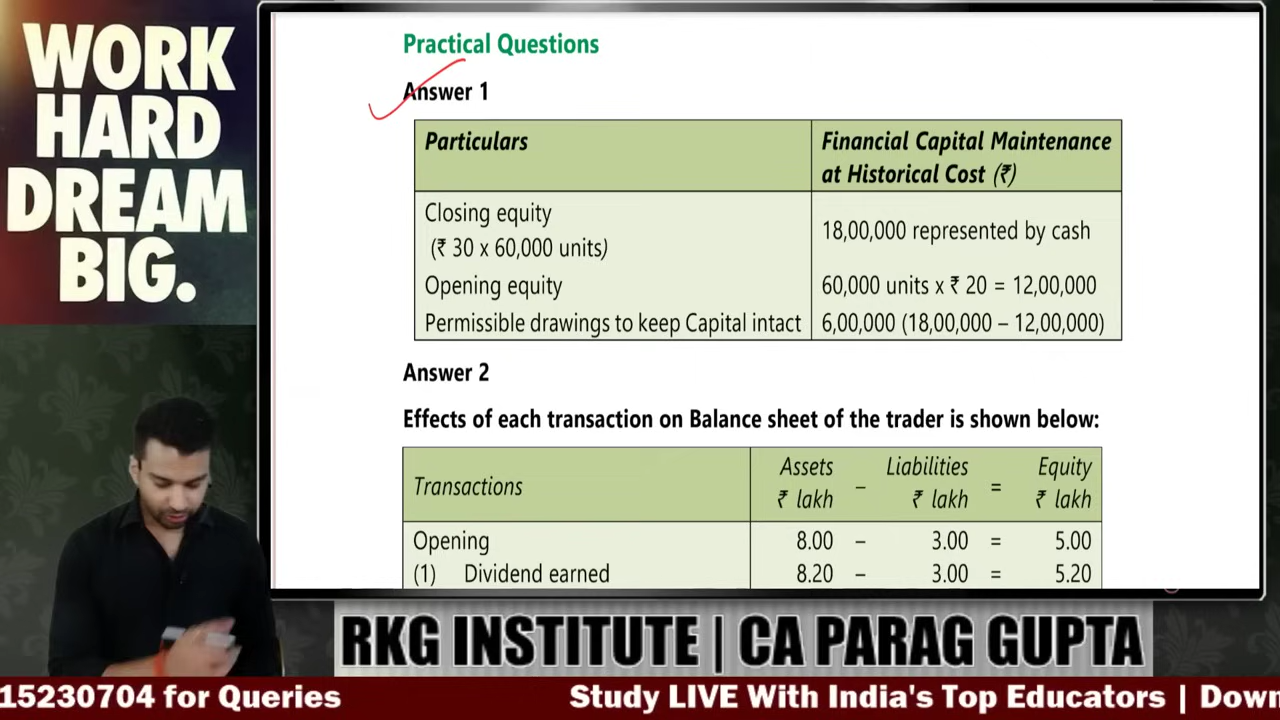 WORK
HARD
DREAM
BIG.
Practical Questions
Answer 1
Particulars
Financial Capital Maintenance
at Historical Cost (₹)
Closing equity
(₹ 30 x 60,000 units)
18,00,000 represented by cash
Opening equity
60,000 units x ₹ 20 = 12,00,000
Permissible drawings to keep Capital intact
6,00,000 (18,00,000 – 12,00,000)
Answer 2
Effects of each transaction on Balance sheet of the trader is shown below:
Transactions
Assets
₹ lakh
–
Liabilities
₹ lakh
=
Equity
₹ lakh
Opening 8.00 – 3.00 = 5.00
(1) Dividend earned 8.20 – 3.00 = 5.20
RKG INSTITUTE | CA PARAG GUPTA
15230704 for Queries Study LIVE With India's Top Educators | Down